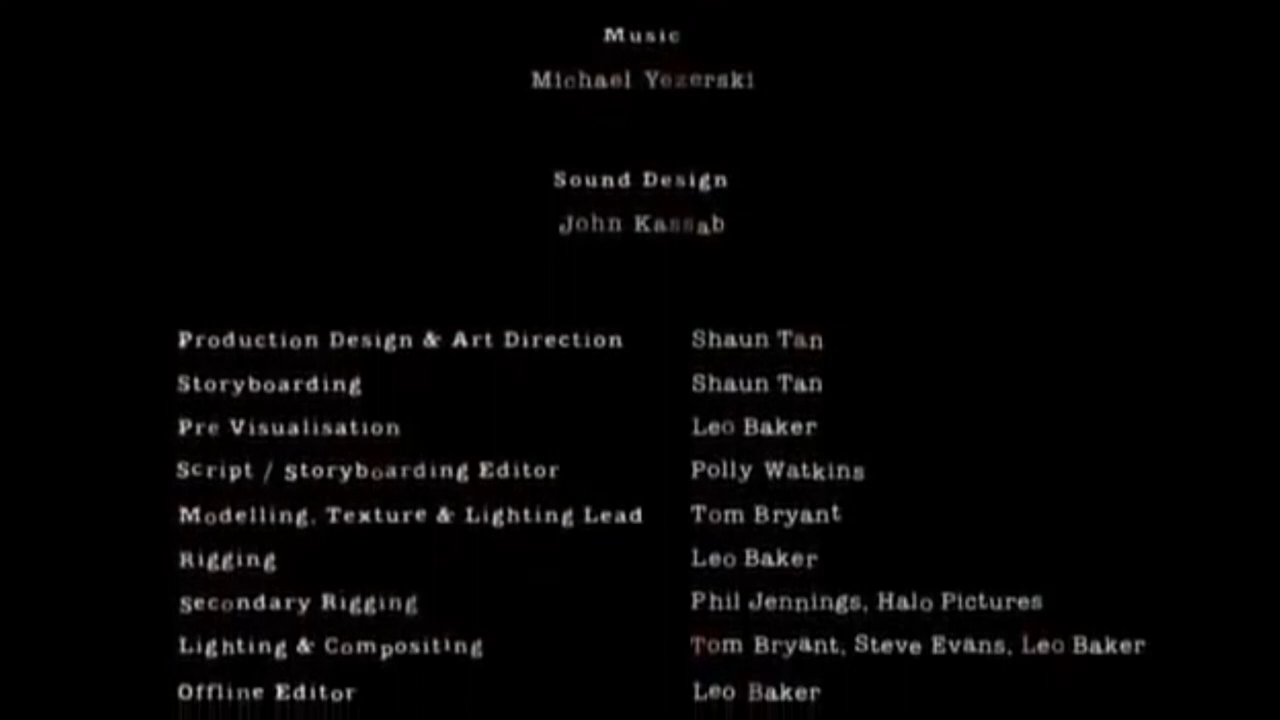 Music
Michael Yezerski
Sound Design
John Kassab
Production Design & Art Direction Shaun Tan
Storyboarding Shaun Tan
Pre Visualisation Leo Baker
Script / Storyboarding Editor Polly Watkins
Modelling, Texture & Lighting Lead Tom Bryant
Rigging Leo Baker
Secondary Rigging Phil Jennings, Halo Pictures
Lighting & Compositing Tom Bryant, Steve Evans, Leo Baker
Offline Editor Leo Baker